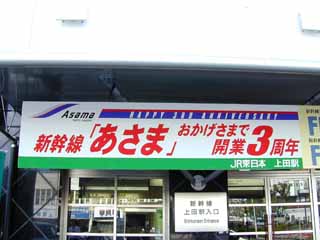 Asama
HAPPY 3RD ANNIVERSARY
新幹線「あさま」おかげさまで
開業3周年
JR東日本 上田駅
新幹線
上田駅入口
Shinkansen Entrance